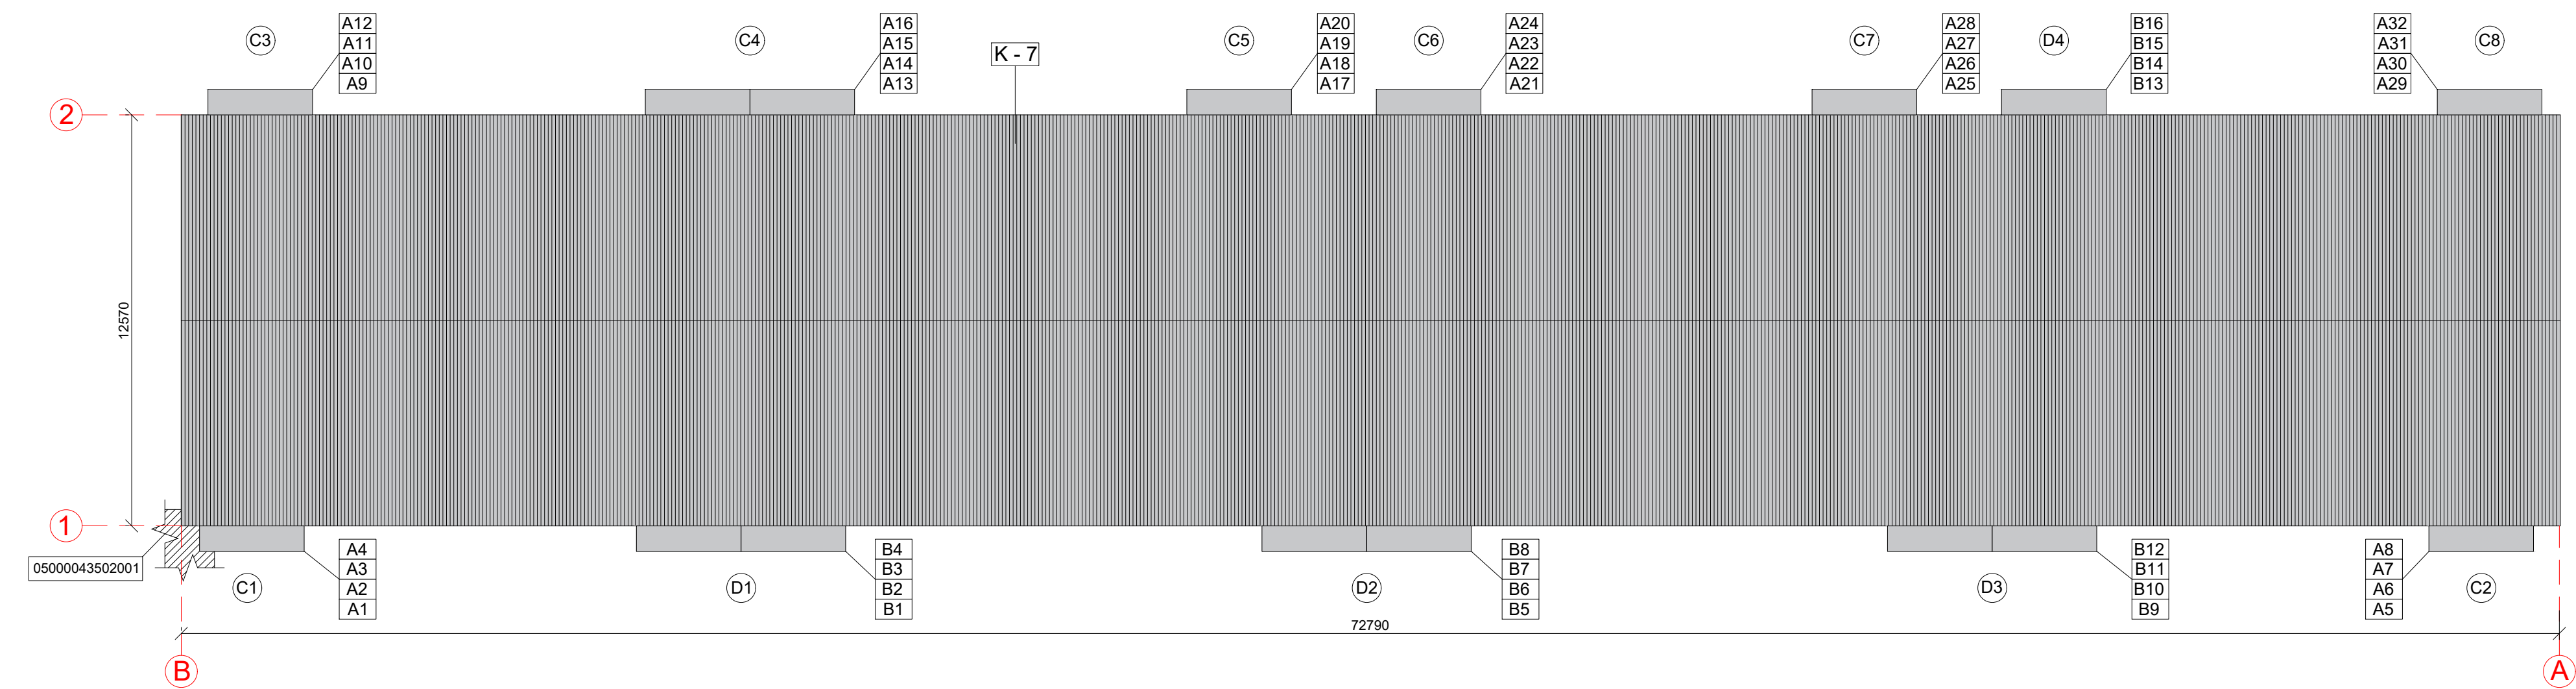 C3
A12
A11
A10
A9
C4
A16
A15
A14
A13
K - 7
C5
A20
A19
A18
A17
C6
A24
A23
A22
A21
C7
A28
A27
A26
A25
D4
B16
B15
B14
B13
A32
A31
A30
A29
C8
2
12570
1
05000043502001
C1
A4
A3
A2
A1
D1
B4
B3
B2
B1
D2
B8
B7
B6
B5
D3
B12
B11
B10
B9
A8
A7
A6
A5
C2
72790
B
A